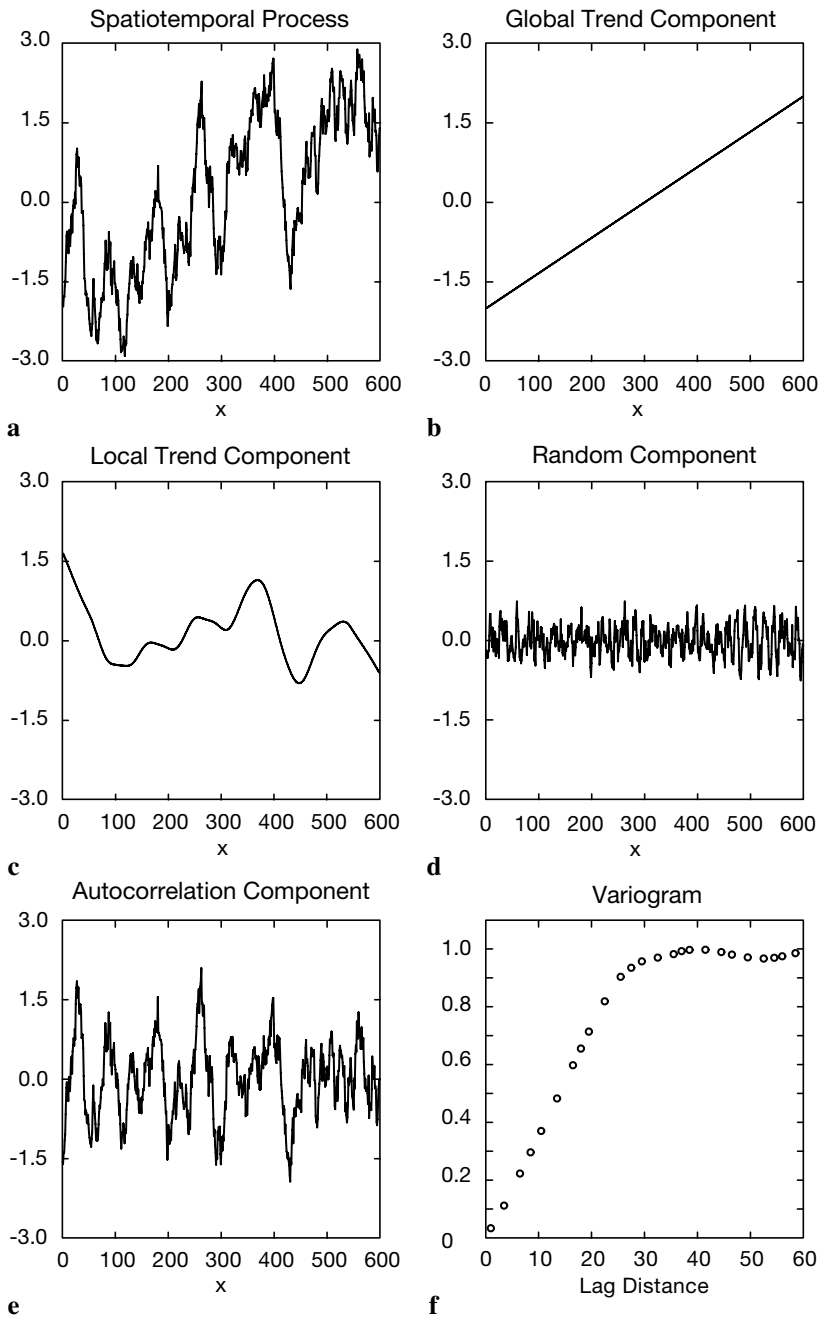 Spatiotemporal Process
3.0
1.5
0.0
-1.5
-3.0
0 100 200 300 400 500 600
x
a
Global Trend Component
3.0
1.5
0.0
-1.5
-3.0
0 100 200 300 400 500 600
x
b
Local Trend Component
3.0
1.5
0.0
-1.5
-3.0
0 100 200 300 400 500 600
x
c
Random Component
3.0
1.5
0.0
-1.5
-3.0
0 100 200 300 400 500 600
x
d
Autocorrelation Component
3.0
1.5
0.0
-1.5
-3.0
0 100 200 300 400 500 600
x
e
Variogram
1.0
0.8
0.6
0.4
0.2
0
0 10 20 30 40 50 60
Lag Distance
f